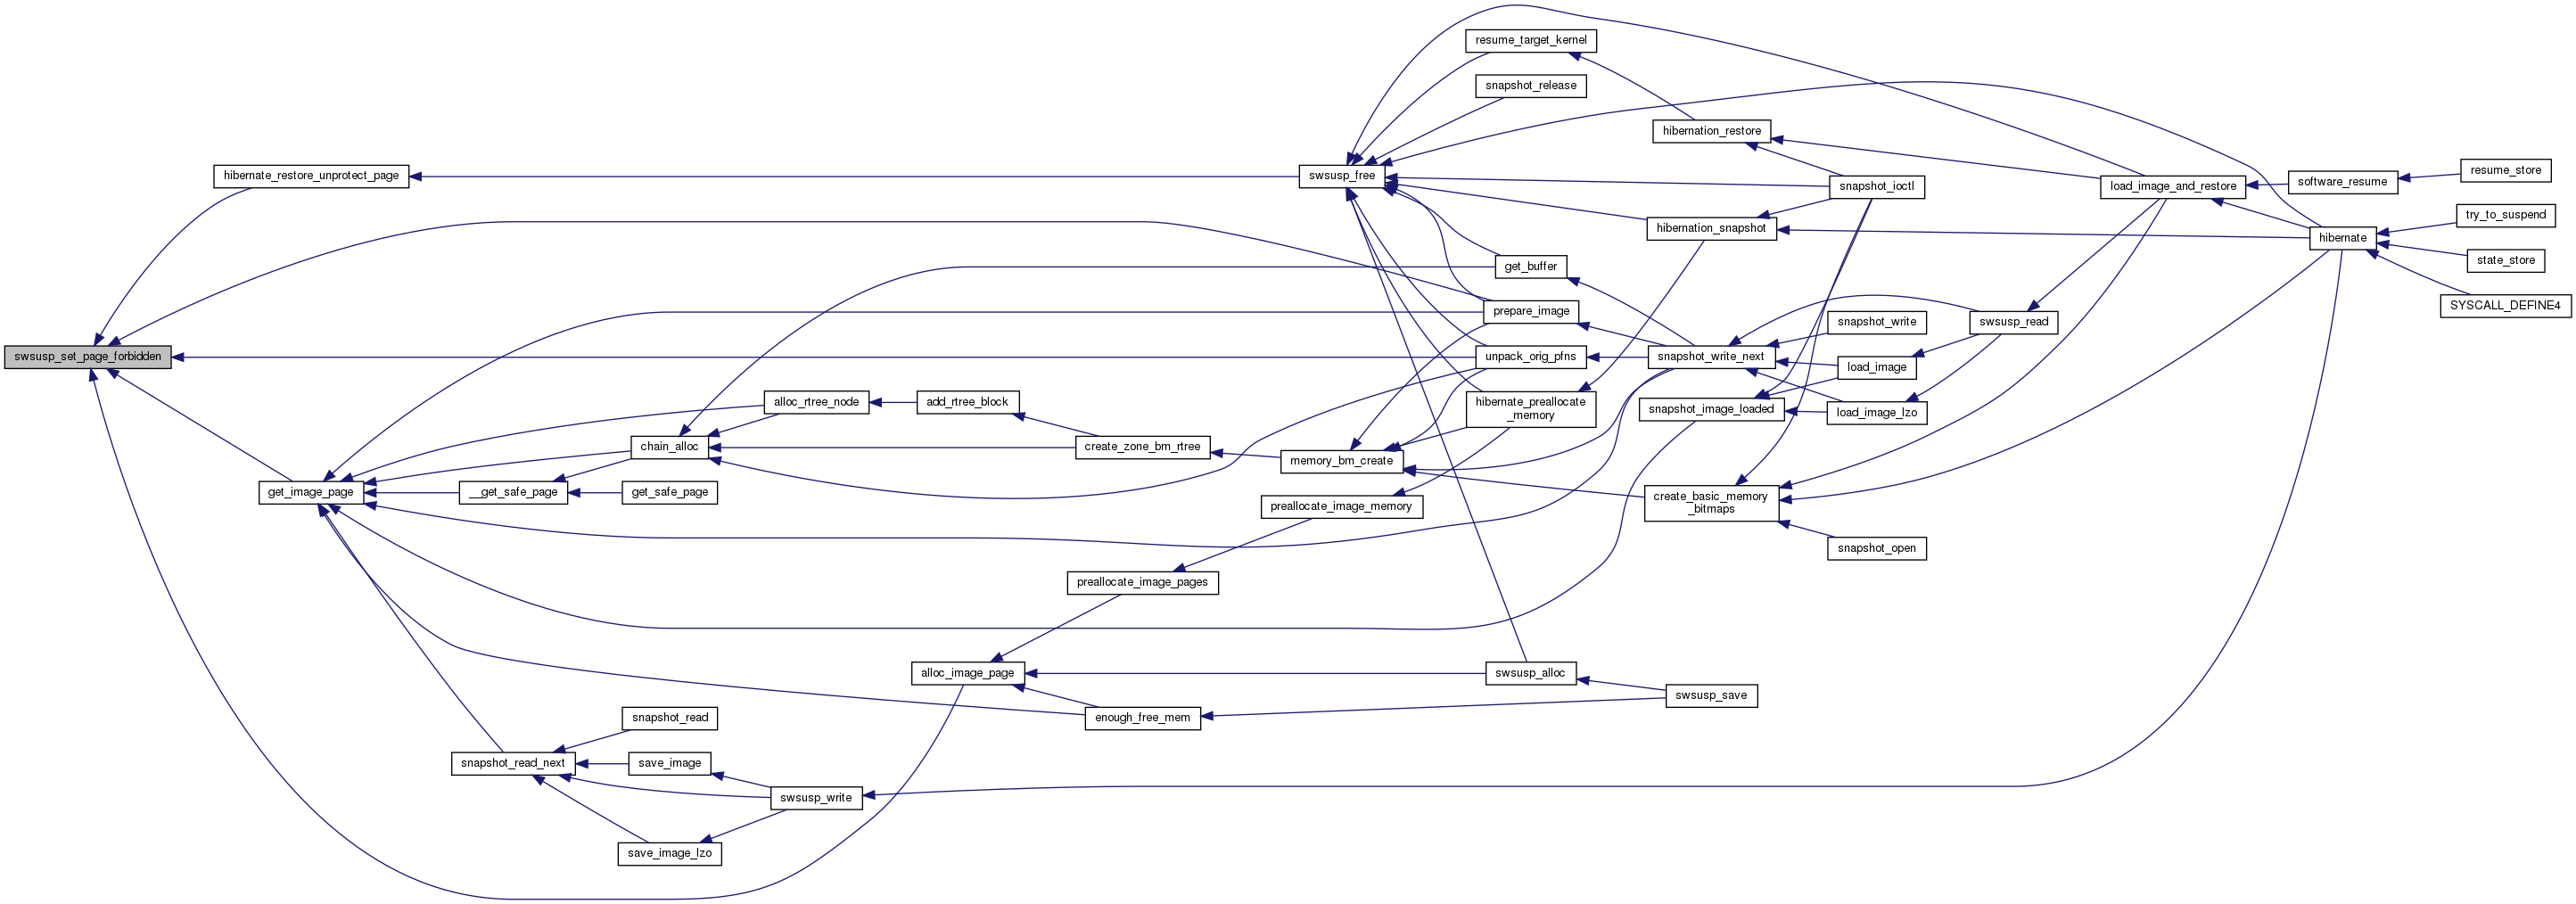 resume_target_kernel
snapshot_release
hibernation_restore
hibernate_restore_unprotect_page
swsusp_free
snapshot_ioctl
load_image_and_restore
software_resume
resume_store
try_to_suspend
hibernation_snapshot
hibernate
state_store
get_buffer
SYSCALL_DEFINE4
prepare_image
snapshot_write
swsusp_read
swsusp_set_page_forbidden
unpack_orig_pfns
snapshot_write_next
load_image
alloc_rtree_node
add_rtree_block
hibernate_preallocate
_memory
snapshot_image_loaded
load_image_lzo
chain_alloc
create_zone_bm_rtree
memory_bm_create
get_image_page
__get_safe_page
get_safe_page
preallocate_image_memory
create_basic_memory
_bitmaps
snapshot_open
preallocate_image_pages
alloc_image_page
swsusp_alloc
swsusp_save
snapshot_read
enough_free_mem
snapshot_read_next
save_image
swsusp_write
save_image_lzo